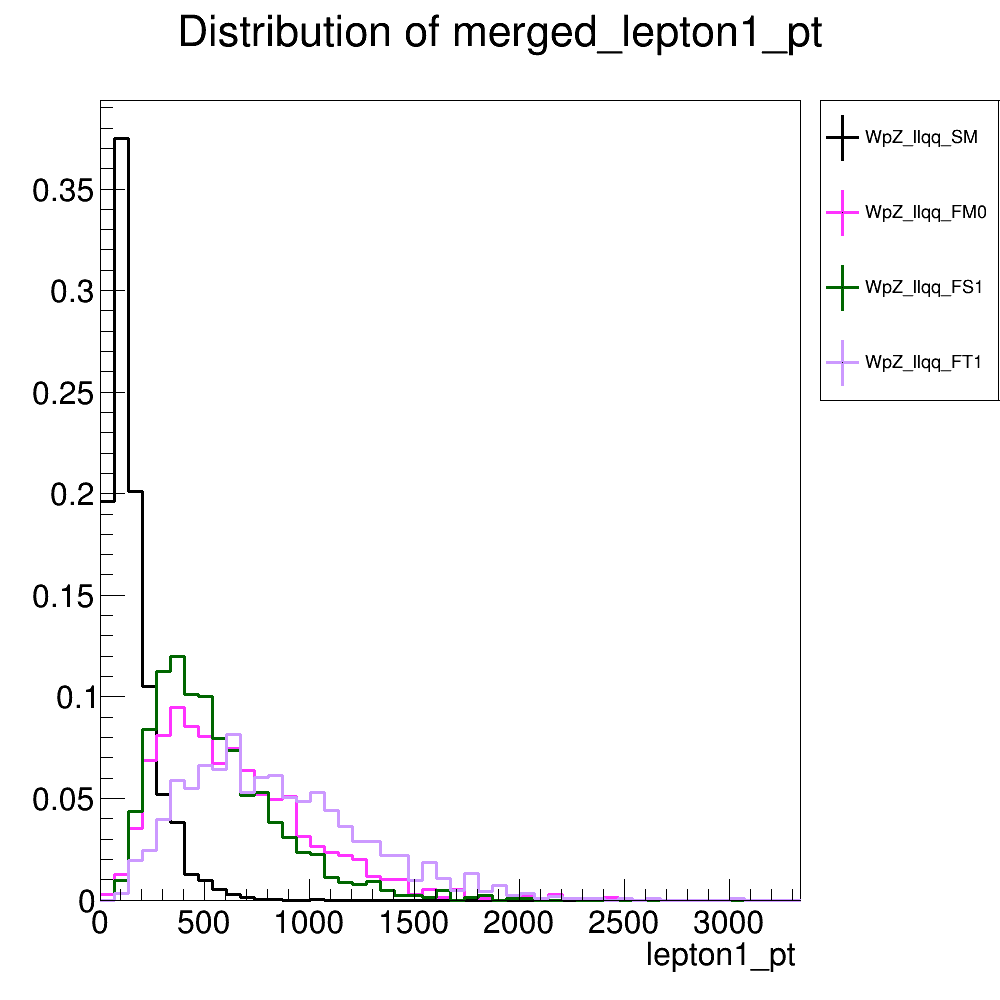 Distribution of merged_lepton1_pt
WpZ_llqq_SM
WpZ_llqq_FM0
WpZ_llqq_FS1
WpZ_llqq_FT1
0.35
0.3
0.25
0.2
0.15
0.1
0.05
0
0 500 1000 1500 2000 2500 3000
lepton1_pt